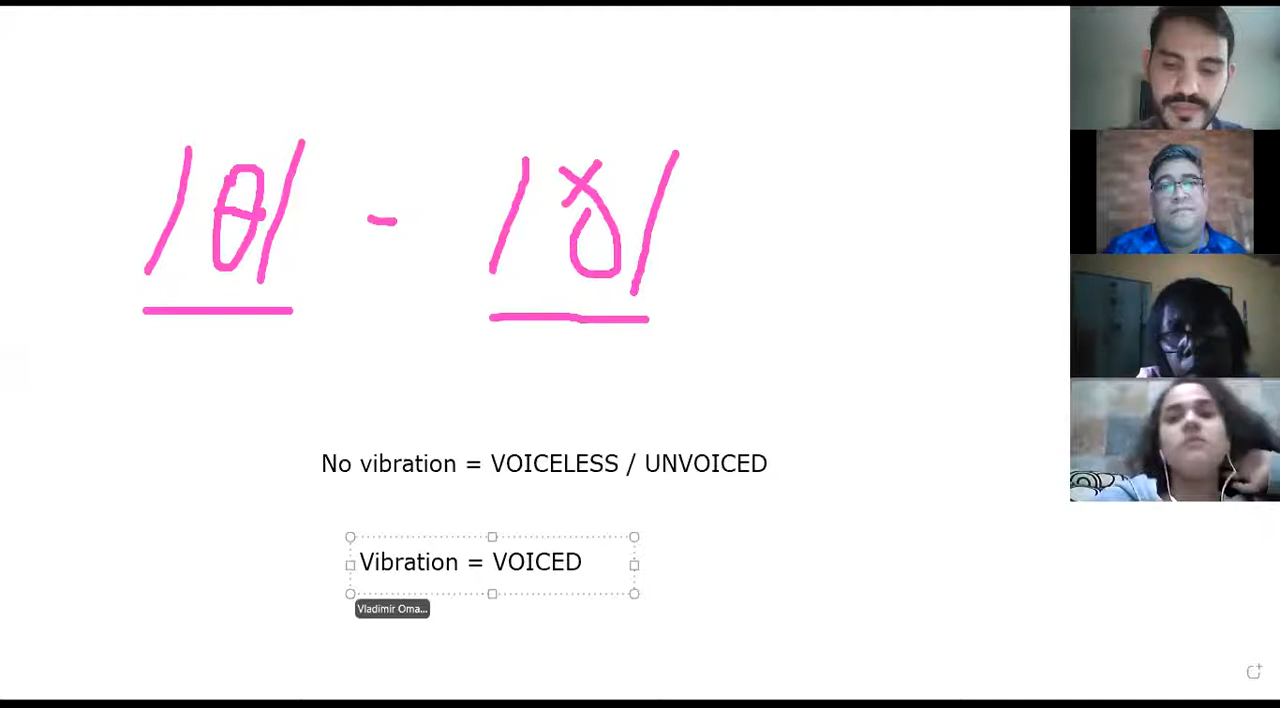 /θ/ - /ð/
No vibration = VOICELESS / UNVOICED
Vibration = VOICED
Vladimir Oma...